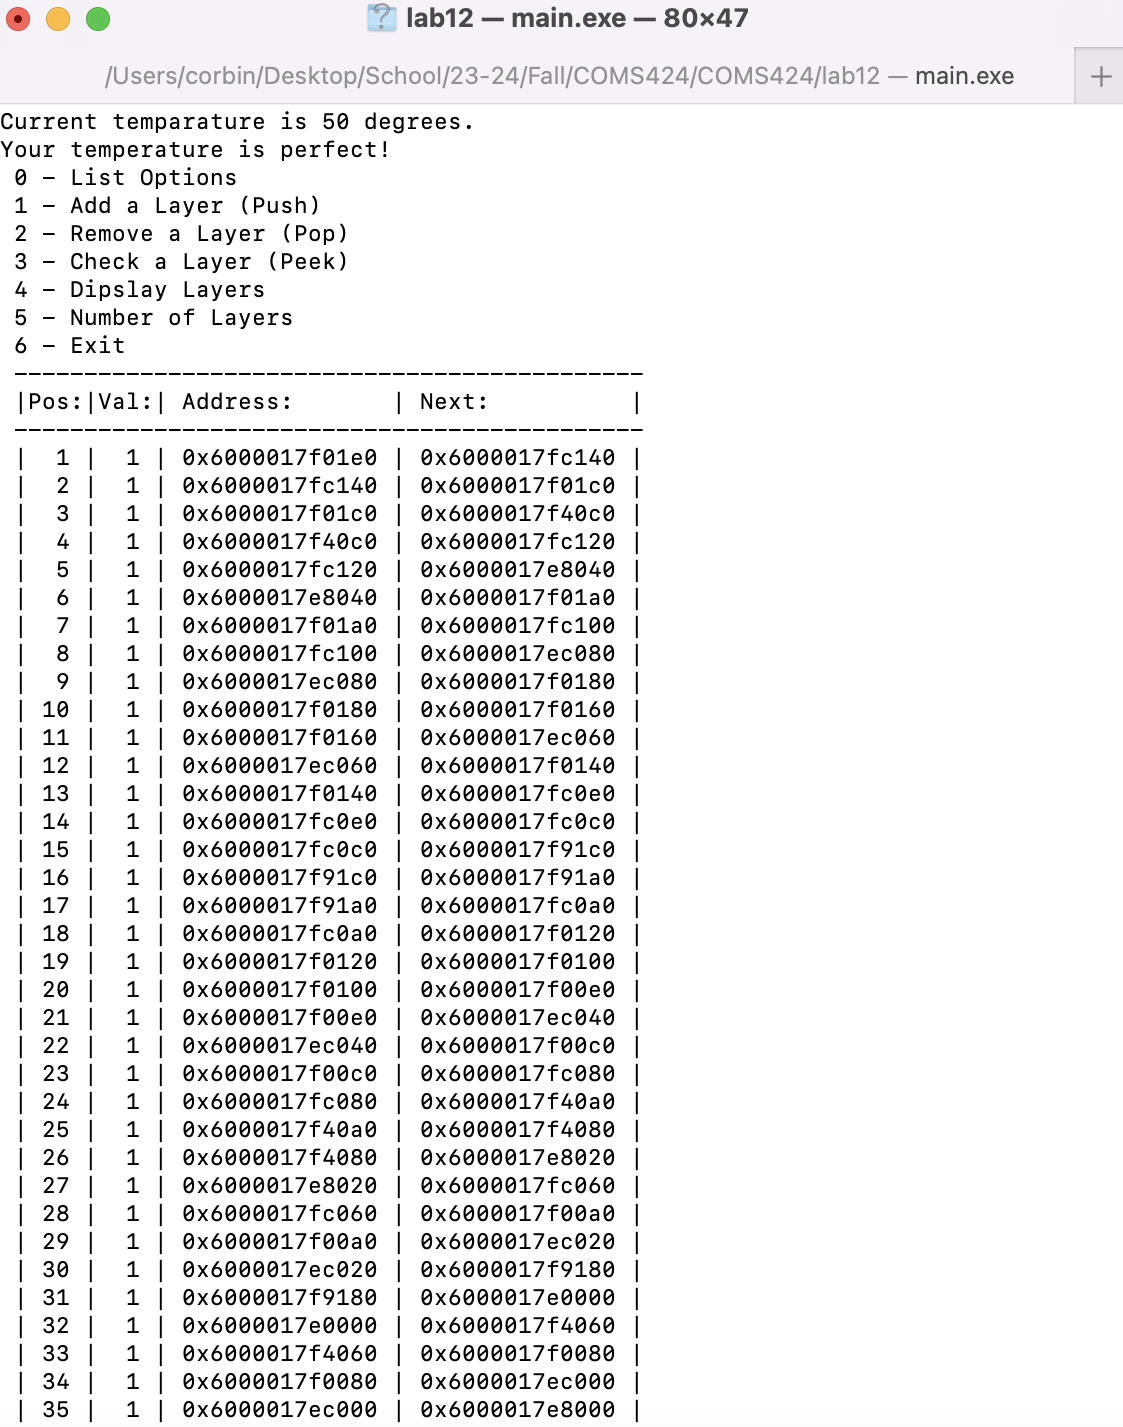 lab12 — main.exe — 80×47
/Users/corbin/Desktop/School/23-24/Fall/COMS424/COMS424/lab12 — main.exe
Current temparature is 50 degrees.
Your temperature is perfect!
0 - List Options
1 - Add a Layer (Push)
2 - Remove a Layer (Pop)
3 - Check a Layer (Peek)
4 - Dipslay Layers
5 - Number of Layers
6 - Exit
---------------------------------------------
|Pos:|Val:| Address:       | Next:          |
---------------------------------------------
|  1 |  1 | 0x6000017f01e0 | 0x6000017fc140 |
|  2 |  1 | 0x6000017fc140 | 0x6000017f01c0 |
|  3 |  1 | 0x6000017f01c0 | 0x6000017f40c0 |
|  4 |  1 | 0x6000017f40c0 | 0x6000017fc120 |
|  5 |  1 | 0x6000017fc120 | 0x6000017e8040 |
|  6 |  1 | 0x6000017e8040 | 0x6000017f01a0 |
|  7 |  1 | 0x6000017f01a0 | 0x6000017fc100 |
|  8 |  1 | 0x6000017fc100 | 0x6000017ec080 |
|  9 |  1 | 0x6000017ec080 | 0x6000017f0180 |
| 10 |  1 | 0x6000017f0180 | 0x6000017f0160 |
| 11 |  1 | 0x6000017f0160 | 0x6000017ec060 |
| 12 |  1 | 0x6000017ec060 | 0x6000017f0140 |
| 13 |  1 | 0x6000017f0140 | 0x6000017fc0e0 |
| 14 |  1 | 0x6000017fc0e0 | 0x6000017fc0c0 |
| 15 |  1 | 0x6000017fc0c0 | 0x6000017f91c0 |
| 16 |  1 | 0x6000017f91c0 | 0x6000017f91a0 |
| 17 |  1 | 0x6000017f91a0 | 0x6000017fc0a0 |
| 18 |  1 | 0x6000017fc0a0 | 0x6000017f0120 |
| 19 |  1 | 0x6000017f0120 | 0x6000017f0100 |
| 20 |  1 | 0x6000017f0100 | 0x6000017f00e0 |
| 21 |  1 | 0x6000017f00e0 | 0x6000017ec040 |
| 22 |  1 | 0x6000017ec040 | 0x6000017f00c0 |
| 23 |  1 | 0x6000017f00c0 | 0x6000017fc080 |
| 24 |  1 | 0x6000017fc080 | 0x6000017f40a0 |
| 25 |  1 | 0x6000017f40a0 | 0x6000017f4080 |
| 26 |  1 | 0x6000017f4080 | 0x6000017e8020 |
| 27 |  1 | 0x6000017e8020 | 0x6000017fc060 |
| 28 |  1 | 0x6000017fc060 | 0x6000017f00a0 |
| 29 |  1 | 0x6000017f00a0 | 0x6000017ec020 |
| 30 |  1 | 0x6000017ec020 | 0x6000017f9180 |
| 31 |  1 | 0x6000017f9180 | 0x6000017e0000 |
| 32 |  1 | 0x6000017e0000 | 0x6000017f4060 |
| 33 |  1 | 0x6000017f4060 | 0x6000017f0080 |
| 34 |  1 | 0x6000017f0080 | 0x6000017ec000 |
| 35 |  1 | 0x6000017ec000 | 0x6000017e8000 |